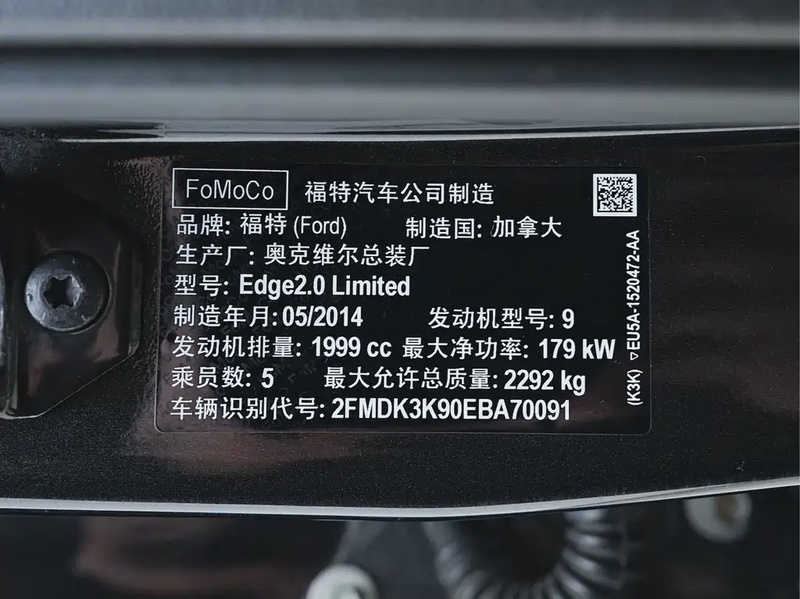 FoMoCo 福特汽车公司制造
品牌: 福特 (Ford) 制造国: 加拿大
生产厂: 奥克维尔总装厂
型号: Edge2.0 Limited
制造年月: 05/2014 发动机型号: 9
发动机排量: 1999 cc 最大净功率: 179 kW
乘员数: 5 最大允许总质量: 2292 kg
车辆识别代号: 2FMDK3K90EBA70091
(K3K) ▽EU5A-1520472-AA